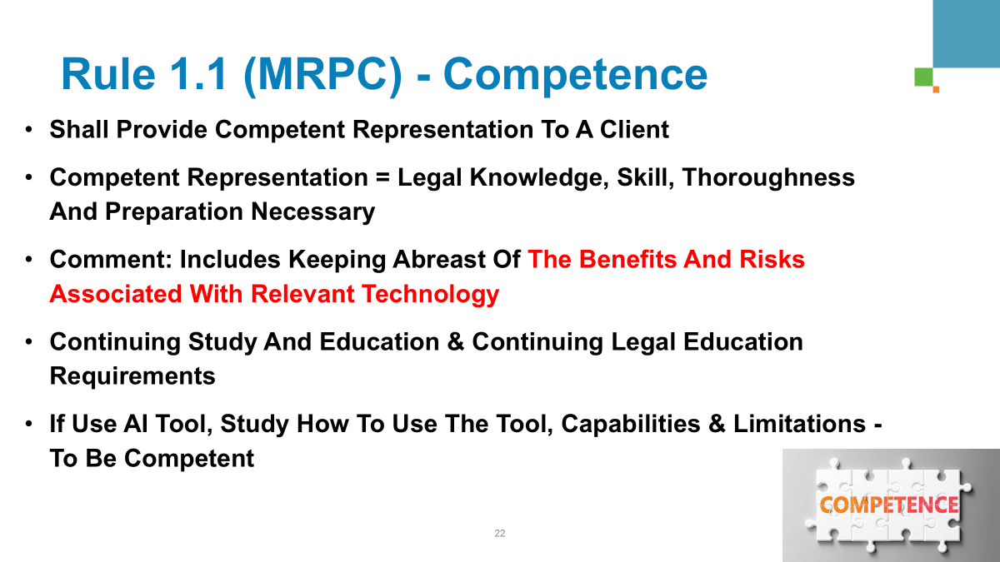 Rule 1.1 (MRPC) - Competence
• Shall Provide Competent Representation To A Client
• Competent Representation = Legal Knowledge, Skill, Thoroughness
And Preparation Necessary
• Comment: Includes Keeping Abreast Of The Benefits And Risks
Associated With Relevant Technology
• Continuing Study And Education & Continuing Legal Education
Requirements
• If Use AI Tool, Study How To Use The Tool, Capabilities & Limitations -
To Be Competent
COMPETENCE
22